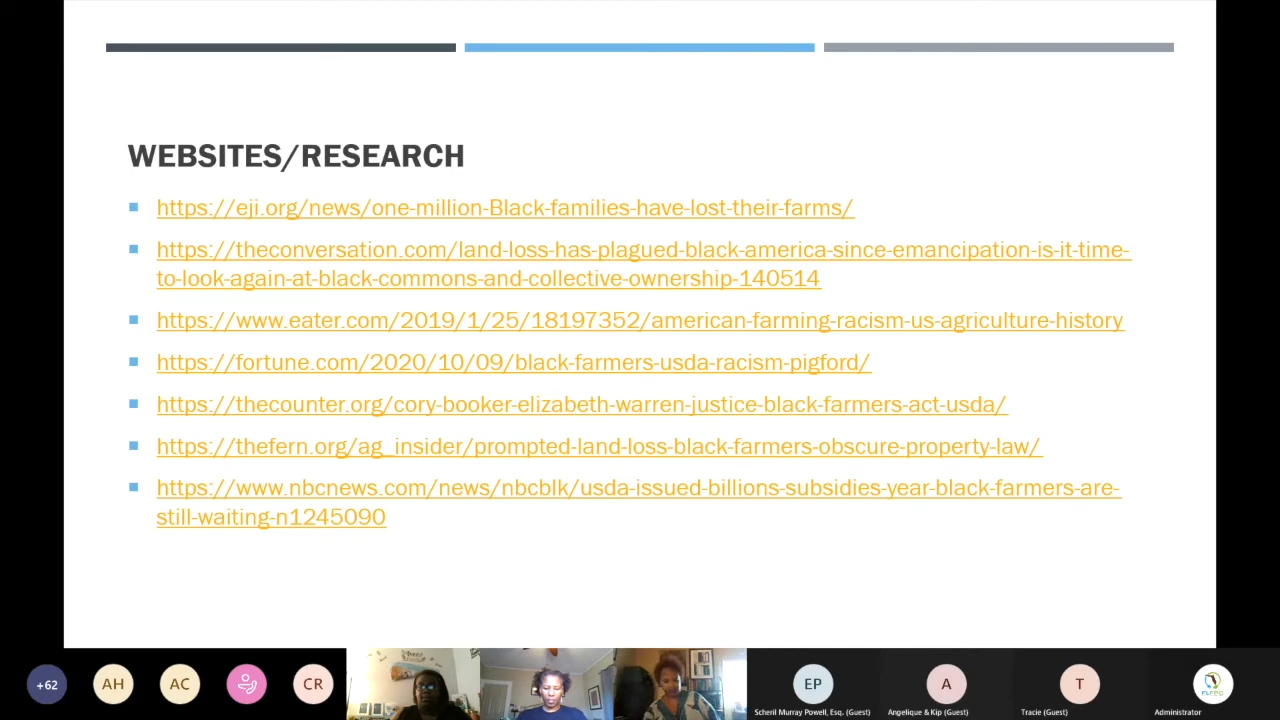 WEBSITES/RESEARCH
https://eji.org/news/one-million-Black-families-have-lost-their-farms/
https://theconversation.com/land-loss-has-plagued-black-america-since-emancipation-is-it-time-
to-look-again-at-black-commons-and-collective-ownership-140514
https://www.eater.com/2019/1/25/18197352/american-farming-racism-us-agriculture-history
https://fortune.com/2020/10/09/black-farmers-usda-racism-pigford/
https://thecounter.org/cory-booker-elizabeth-warren-justice-black-farmers-act-usda/
https://thefern.org/ag_insider/prompted-land-loss-black-farmers-obscure-property-law/
https://www.nbcnews.com/news/nbcblk/usda-issued-billions-subsidies-year-black-farmers-are-
still-waiting-n1245090
+62 AH AC CR EP A T FLFPC
Scheril Murray Powell, Esq. (Guest) Angelique & Kip (Guest) Tracie (Guest) Administrator